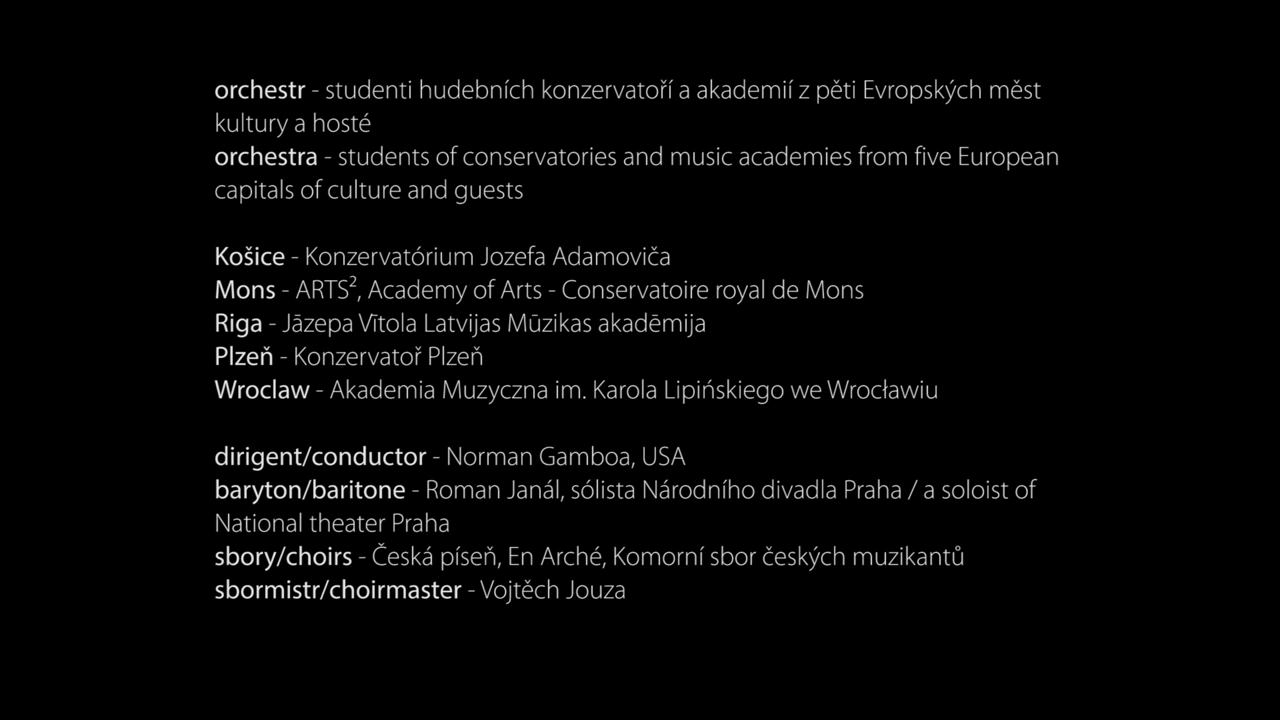 orchestr - studenti hudebních konzervatoří a akademií z pěti Evropských měst
kultury a hosté
orchestra - students of conservatories and music academies from five European
capitals of culture and guests
Košice - Konzervatórium Jozefa Adamoviča
Mons - ARTS², Academy of Arts - Conservatoire royal de Mons
Riga - Jāzepa Vītola Latvijas Mūzikas akadēmija
Plzeň - Konzervatoř Plzeň
Wroclaw - Akademia Muzyczna im. Karola Lipińskiego we Wrocławiu
dirigent/conductor - Norman Gamboa, USA
baryton/baritone - Roman Janál, sólista Národního divadla Praha / a soloist of
National theater Praha
sbory/choirs - Česká píseň, En Arché, Komorní sbor českých muzikantů
sbormistr/choirmaster - Vojtěch Jouza